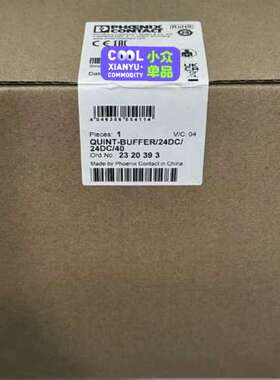 PHOENIX
CONTACT
RoHS
COOL 小众
XIANYU- 单品
COMMODITY
Pieces: 1
V/C. 04
QUINT-BUFFER/24DC/
24DC/40
Ord.No. 23 20 39 3
Made by Phoenix Contact in China